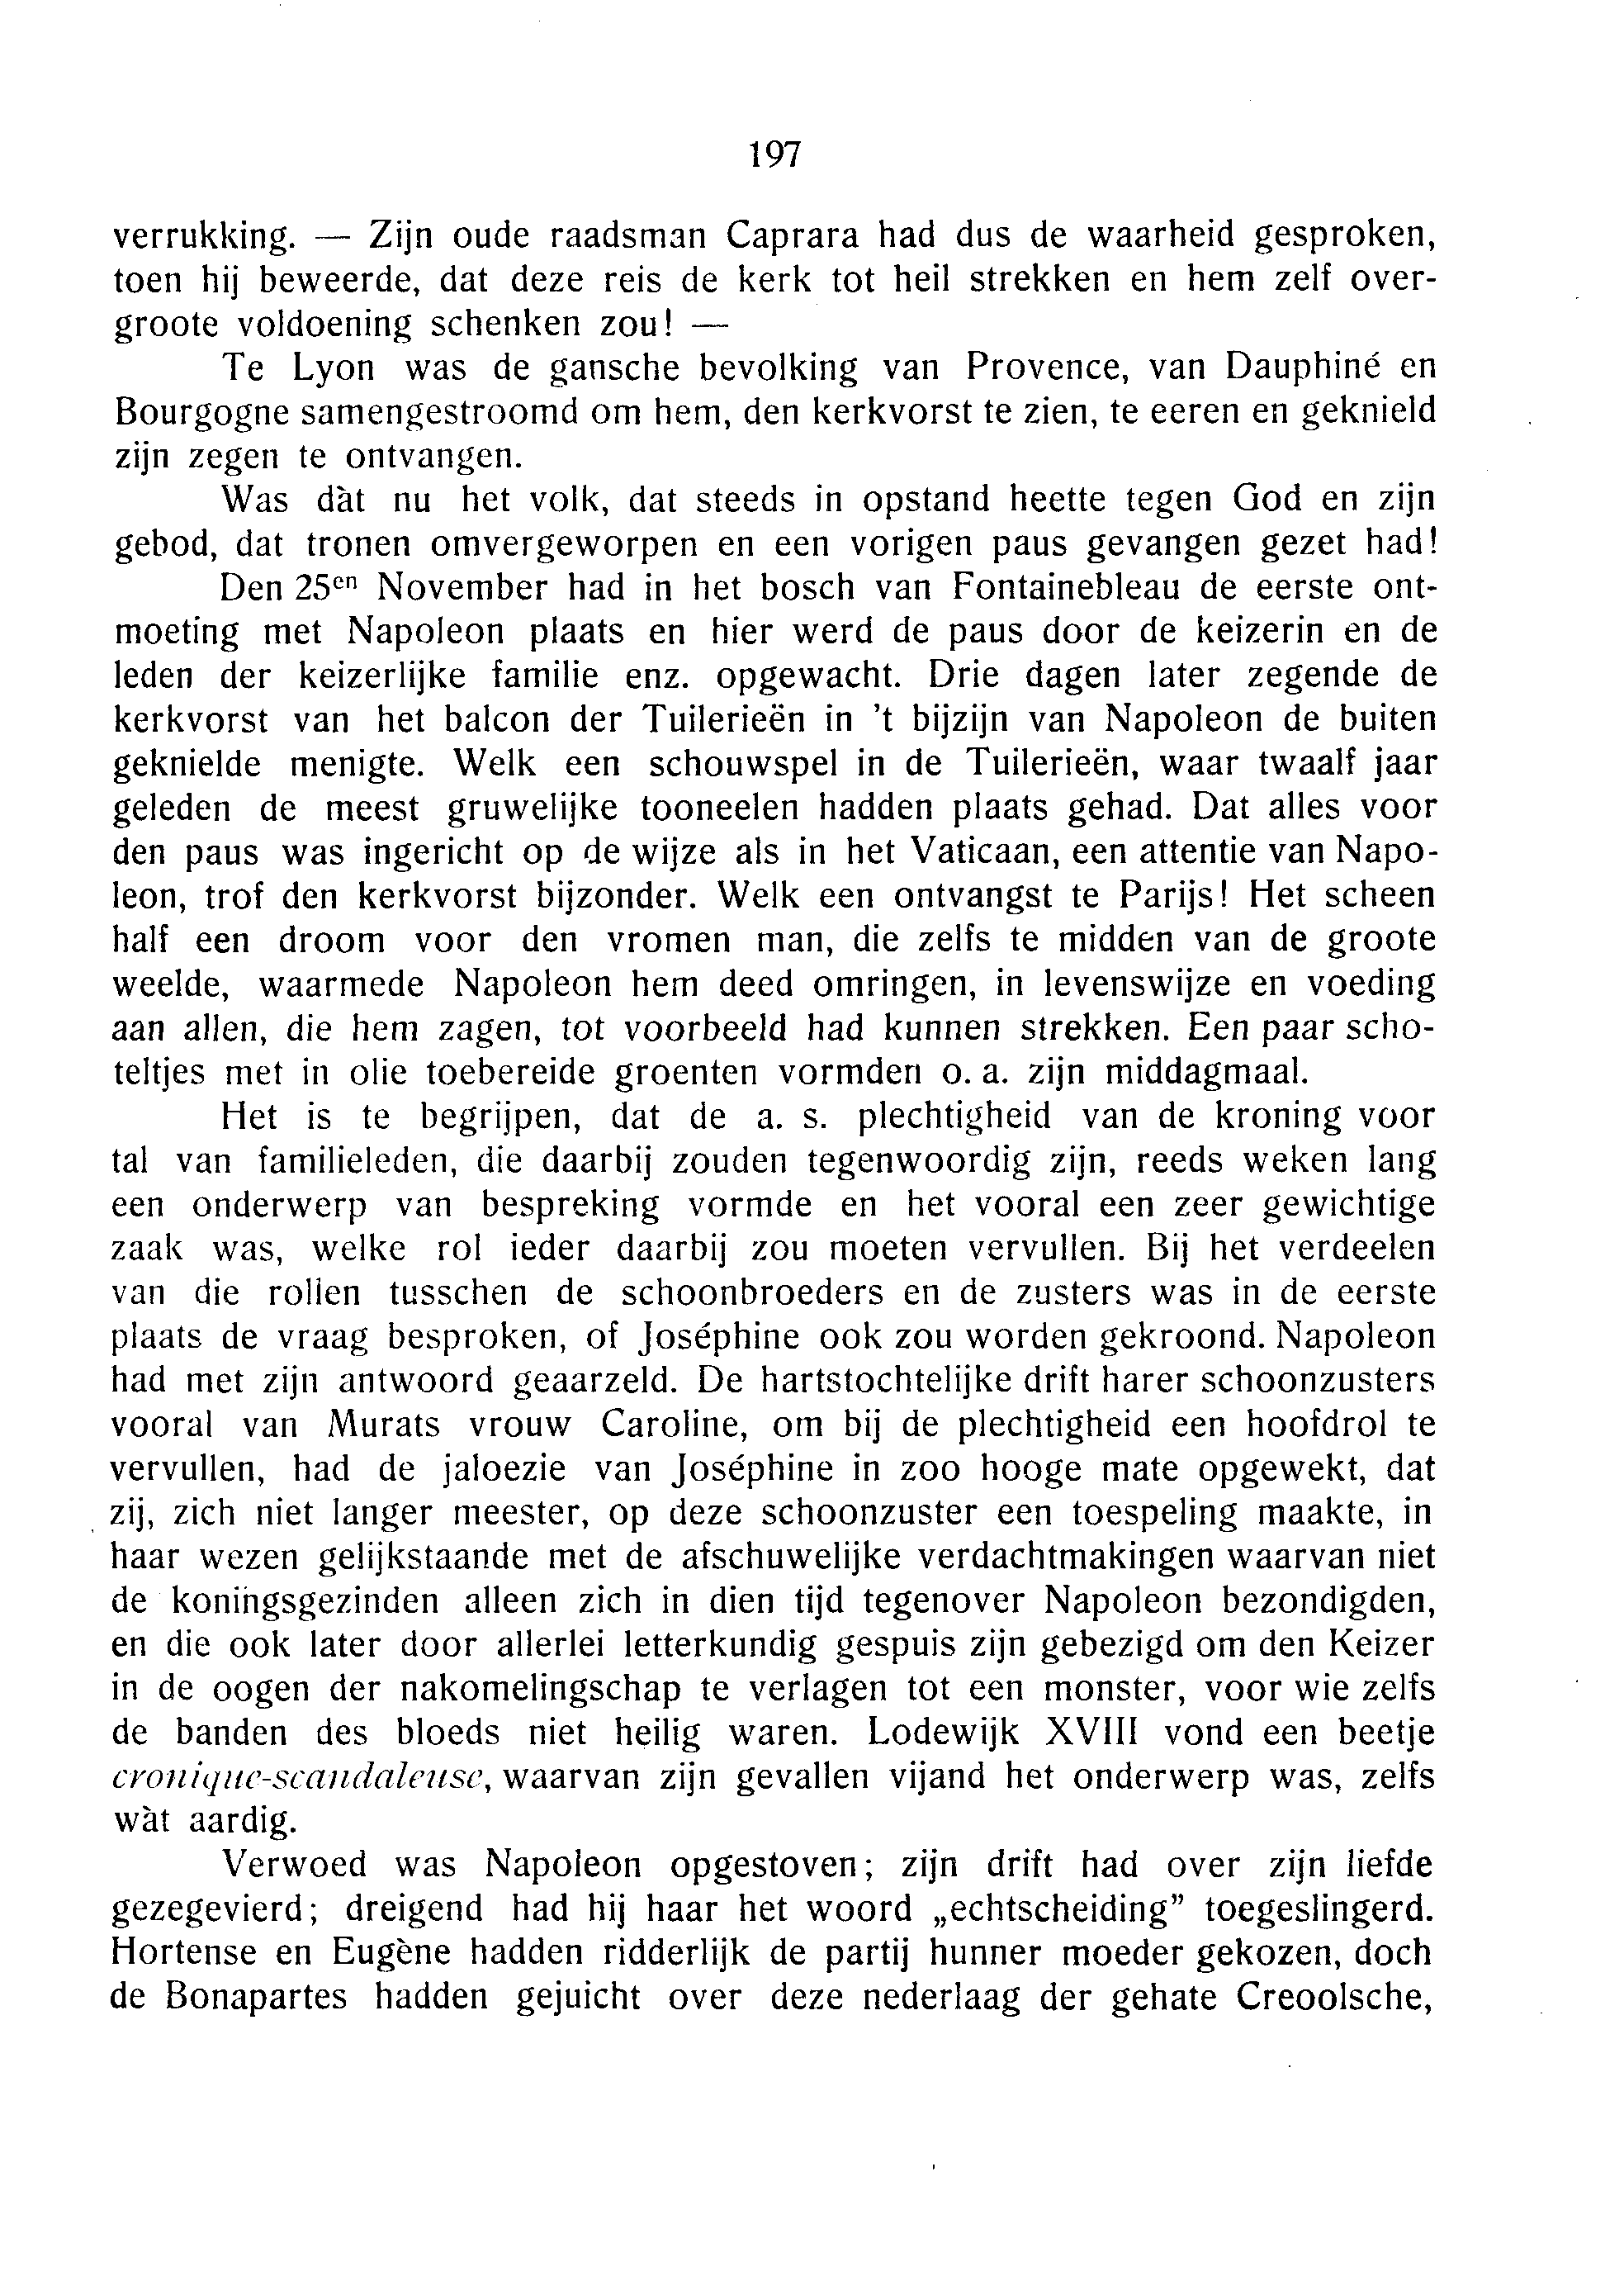 197
verrukking. — Zijn oude raadsman Caprara had dus de waarheid gesproken,
toen hij beweerde, dat deze reis de kerk tot heil strekken en hem zelf over-
groote voldoening schenken zou! —
Te Lyon was de gansche bevolking van Provence, van Dauphiné en
Bourgogne samengestroomd om hem, den kerkvorst te zien, te eeren en geknield
zijn zegen te ontvangen.
Was dàt nu het volk, dat steeds in opstand heette tegen God en zijn
gebod, dat tronen omvergeworpen en een vorigen paus gevangen gezet had!
Den 25en November had in het bosch van Fontainebleau de eerste ont-
moeting met Napoleon plaats en hier werd de paus door de keizerin en de
leden der keizerlijke familie enz. opgewacht. Drie dagen later zegende de
kerkvorst van het balcon der Tuilerieën in 't bijzijn van Napoleon de buiten
geknielde menigte. Welk een schouwspel in de Tuilerieën, waar twaalf jaar
geleden de meest gruwelijke tooneelen hadden plaats gehad. Dat alles voor
den paus was ingericht op de wijze als in het Vaticaan, een attentie van Napo-
leon, trof den kerkvorst bijzonder. Welk een ontvangst te Parijs! Het scheen
half een droom voor den vromen man, die zelfs te midden van de groote
weelde, waarmede Napoleon hem deed omringen, in levenswijze en voeding
aan allen, die hem zagen, tot voorbeeld had kunnen strekken. Een paar scho-
teltjes met in olie toebereide groenten vormden o. a. zijn middagmaal.
Het is te begrijpen, dat de a. s. plechtigheid van de kroning voor
tal van familieleden, die daarbij zouden tegenwoordig zijn, reeds weken lang
een onderwerp van bespreking vormde en het vooral een zeer gewichtige
zaak was, welke rol ieder daarbij zou moeten vervullen. Bij het verdeelen
van die rollen tusschen de schoonbroeders en de zusters was in de eerste
plaats de vraag besproken, of Joséphine ook zou worden gekroond. Napoleon
had met zijn antwoord geaarzeld. De hartstochtelijke drift harer schoonzusters
vooral van Murats vrouw Caroline, om bij de plechtigheid een hoofdrol te
vervullen, had de jaloezie van Joséphine in zoo hooge mate opgewekt, dat
zij, zich niet langer meester, op deze schoonzuster een toespeling maakte, in
haar wezen gelijkstaande met de afschuwelijke verdachtmakingen waarvan niet
de koningsgezinden alleen zich in dien tijd tegenover Napoleon bezondigden,
en die ook later door allerlei letterkundig gespuis zijn gebezigd om den Keizer
in de oogen der nakomelingschap te verlagen tot een monster, voor wie zelfs
de banden des bloeds niet heilig waren. Lodewijk XVIII vond een beetje
cronique-scandaleuse, waarvan zijn gevallen vijand het onderwerp was, zelfs
wàt aardig.
Verwoed was Napoleon opgestoven; zijn drift had over zijn liefde
gezegevierd; dreigend had hij haar het woord „echtscheiding” toegeslingerd.
Hortense en Eugène hadden ridderlijk de partij hunner moeder gekozen, doch
de Bonapartes hadden gejuicht over deze nederlaag der gehate Creoolsche,